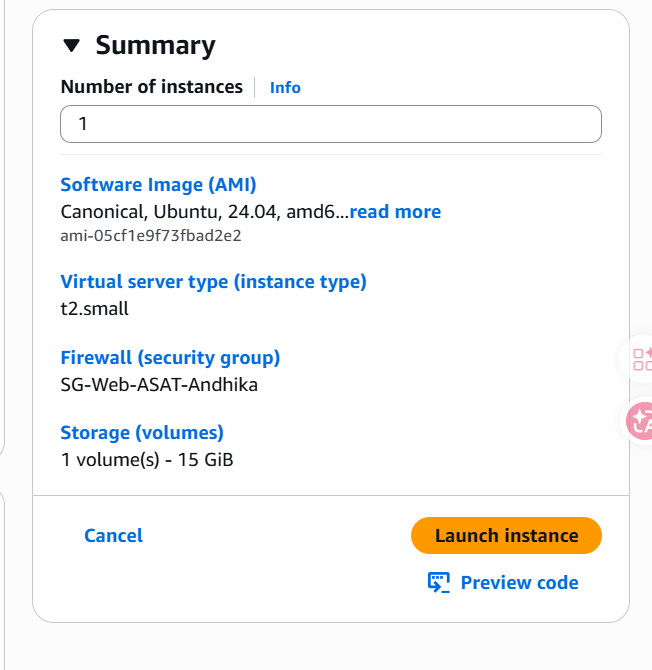 Summary
Number of instances Info
1
Software Image (AMI)
Canonical, Ubuntu, 24.04, amd6...read more
ami-05cf1e9f73fbad2e2
Virtual server type (instance type)
t2.small
Firewall (security group)
SG-Web-ASAT-Andhika
Storage (volumes)
1 volume(s) - 15 GiB
Cancel
Launch instance
Preview code